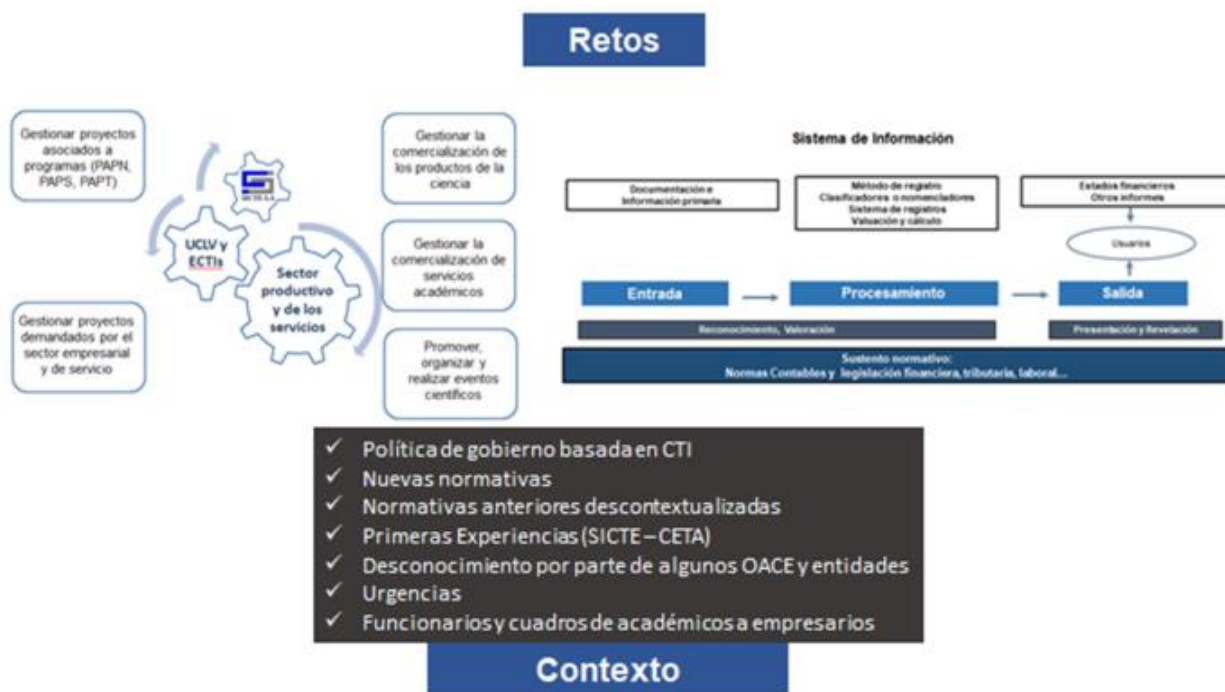 Retos
Gestionar proyectos
asociados a
programas (PAPN,
PAPS, PAPT)
Gestionar proyectos
demandados por el
sector empresarial
y de servicio
UCLV y
ECTIs
Sector
productivo
y de los
servicios
Gestionar la
comercialización de
los productos de la
ciencia
Gestionar la
comercialización de
servicios
académicos
Promover,
organizar y
realizar eventos
científicos
Sistema de Información
Documentación e
Información primaria
Método de registro
Clasificadores o nomencladores
Sistema de registros
Valuación y cálculo
Estados financieros
Otros informes
Usuarios
Entrada
Procesamiento
Salida
Reconocimiento, Valoración
Presentación y Revelación
Sustento normativo:
Normas Contables y legislación financiera, tributaria, laboral...
✓ Política de gobierno basada en CTI
✓ Nuevas normativas
✓ Normativas anteriores descontextualizadas
✓ Primeras Experiencias (SICTE – CETA)
✓ Desconocimiento por parte de algunos OACE y entidades
✓ Urgencias
✓ Funcionarios y cuadros de académicos a empresarios
Contexto